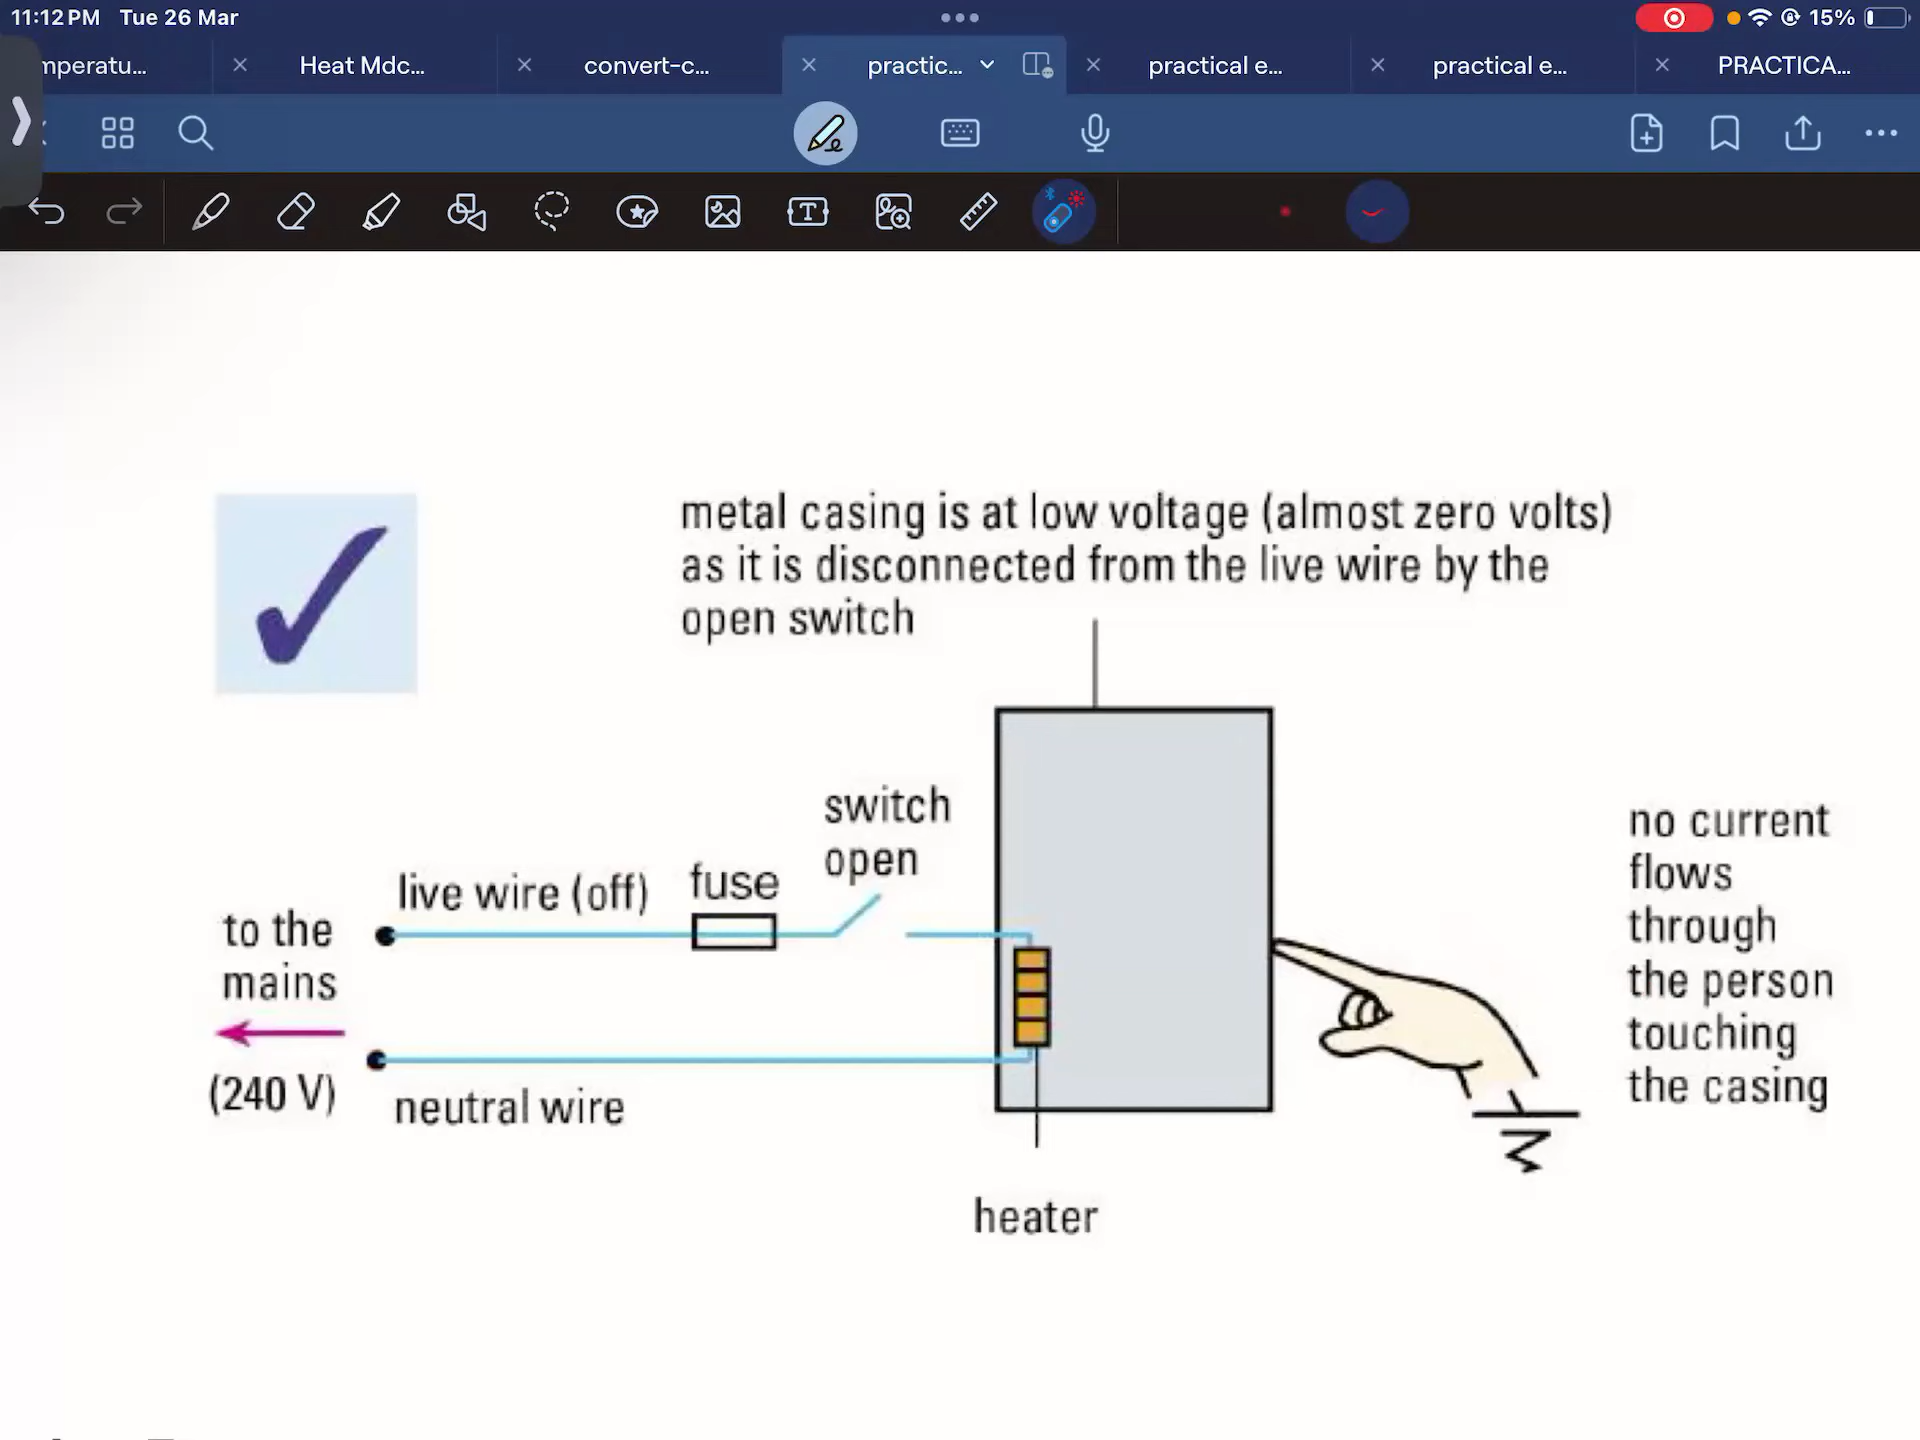 11:12 PM Tue 26 Mar
15%
mperatu...
Heat Mdc...
convert-c...
practic...
practical e...
practical e...
PRACTICA...
metal casing is at low voltage (almost zero volts)
as it is disconnected from the live wire by the
open switch
switch
open
live wire (off)
fuse
to the
mains
(240 V)
neutral wire
heater
no current
flows
through
the person
touching
the casing